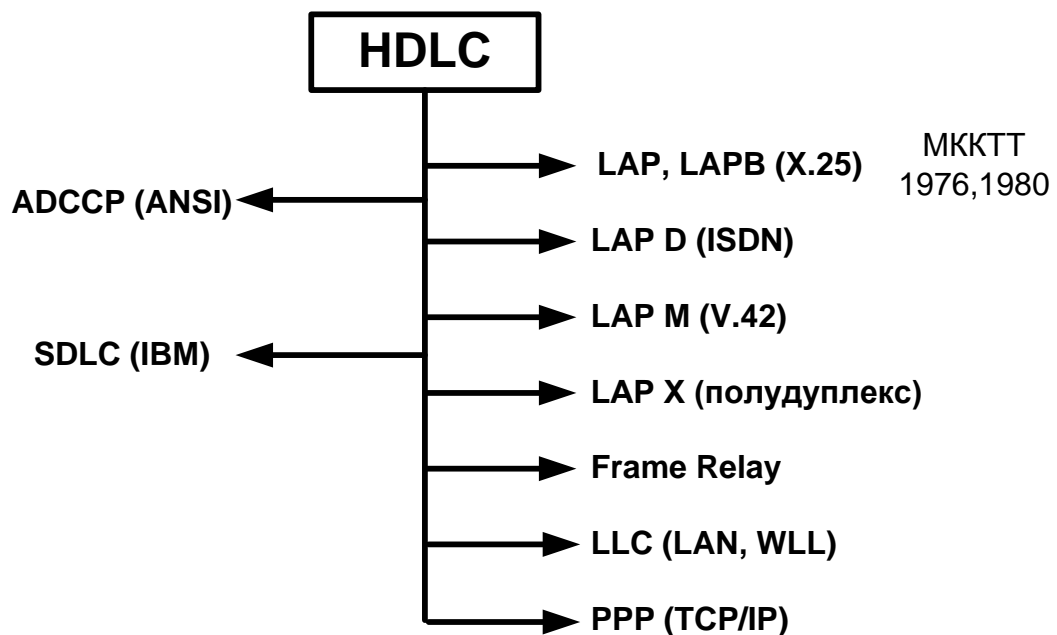 HDLC
LAP, LAPB (X.25)
МККТТ
1976,1980
ADCCP (ANSI)
LAP D (ISDN)
LAP M (V.42)
SDLC (IBM)
LAP X (полудуплекс)
Frame Relay
LLC (LAN, WLL)
PPP (TCP/IP)